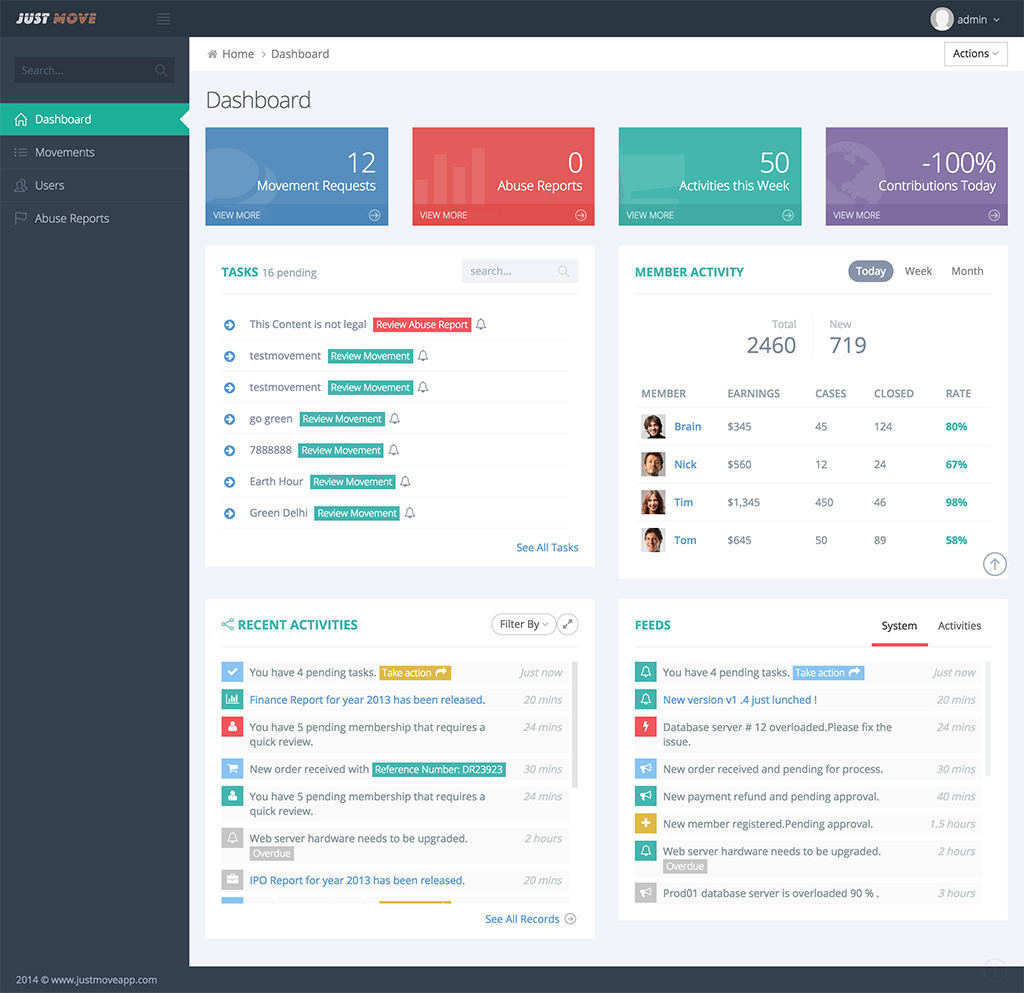 JUST MOVE
admin
Search...
Home > Dashboard
Actions
Dashboard
Movements
Users
Abuse Reports
Dashboard
12
Movement Requests
VIEW MORE
0
Abuse Reports
VIEW MORE
50
Activities this Week
VIEW MORE
-100%
Contributions Today
VIEW MORE
TASKS 16 pending
search...
This Content is not legal Review Abuse Report
testmovement Review Movement
testmovement Review Movement
go green Review Movement
7888888 Review Movement
Earth Hour Review Movement
Green Delhi Review Movement
See All Tasks
MEMBER ACTIVITY
Today Week Month
Total New
2460 719
MEMBER EARNINGS CASES CLOSED RATE
Brain $345 45 124 80%
Nick $560 12 24 67%
Tim $1,345 450 46 98%
Tom $645 50 89 58%
RECENT ACTIVITIES
Filter By
You have 4 pending tasks. Take action Just now
Finance Report for year 2013 has been released. 20 mins
You have 5 pending membership that requires a 24 mins
quick review.
New order received with Reference Number: DR23923 30 mins
You have 5 pending membership that requires a 24 mins
quick review.
Web server hardware needs to be upgraded. 2 hours
Overdue
IPO Report for year 2013 has been released. 20 mins
See All Records
FEEDS
System Activities
You have 4 pending tasks. Take action Just now
New version v1 .4 just lunched ! 20 mins
Database server # 12 overloaded.Please fix the 24 mins
issue.
New order received and pending for process. 30 mins
New payment refund and pending approval. 40 mins
New member registered.Pending approval. 1.5 hours
Web server hardware needs to be upgraded. 2 hours
Overdue
Prod01 database server is overloaded 90 % . 3 hours
2014 © www.justmoveapp.com